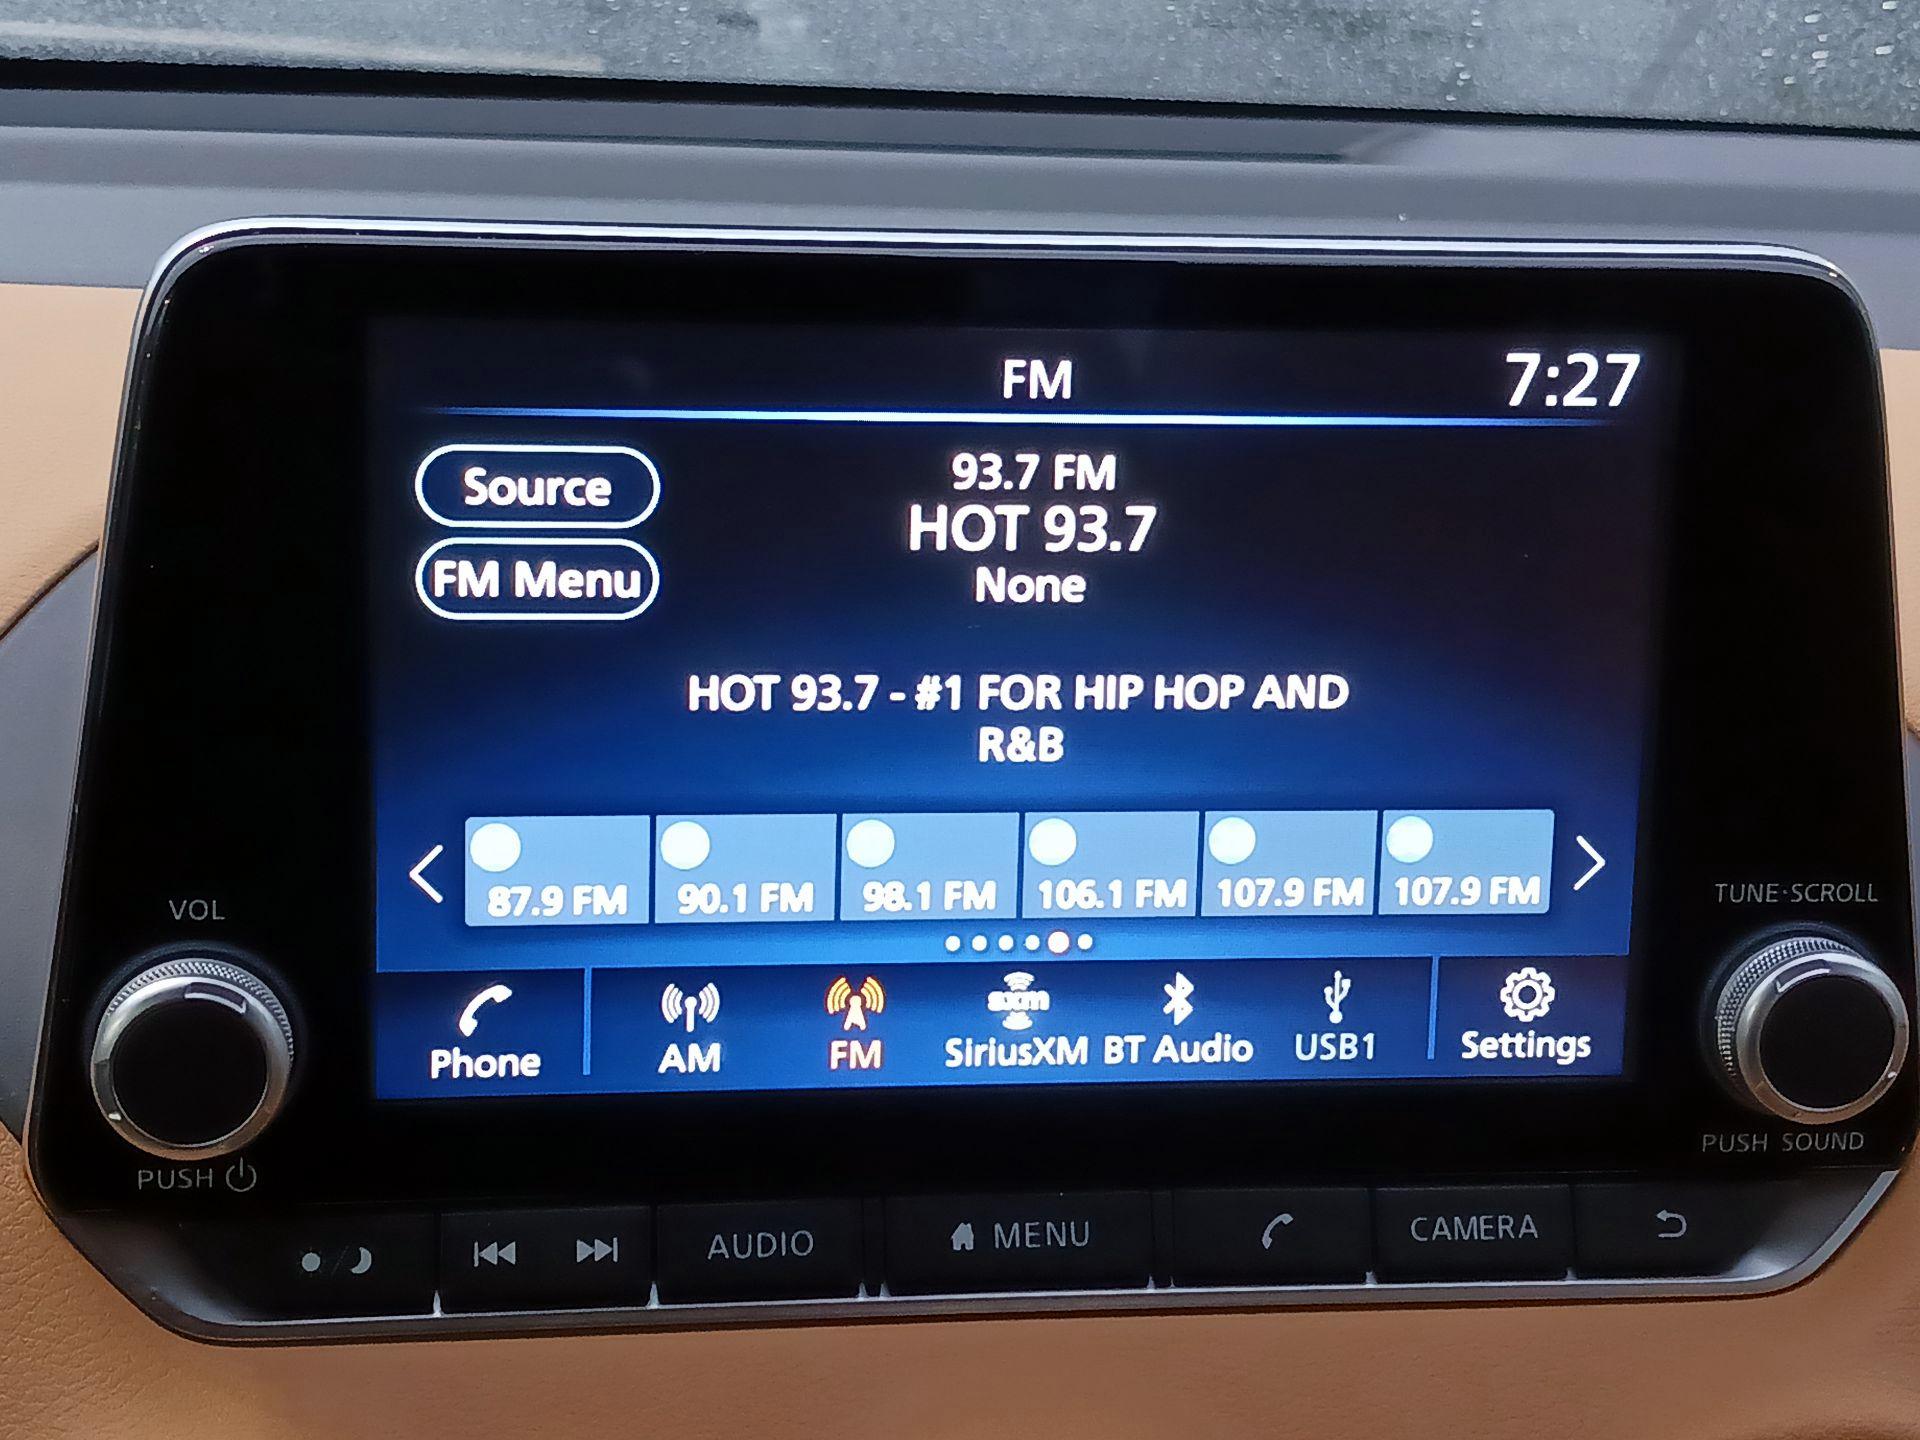 FM
7:27
Source
93.7 FM
HOT 93.7
FM Menu
None
HOT 93.7 - #1 FOR HIP HOP AND
R&B
87.9 FM
90.1 FM
98.1 FM
106.1 FM
107.9 FM
107.9 FM
VOL
TUNE·SCROLL
sxm
Phone
AM
FM
SiriusXM
BT Audio
USB1
Settings
PUSH
PUSH SOUND
AUDIO
MENU
CAMERA